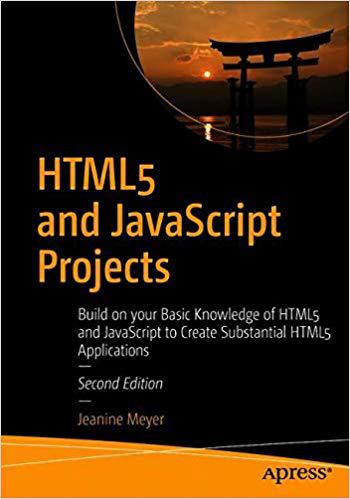 HTML5
and JavaScript
Projects
Build on your Basic Knowledge of HTML5
and JavaScript to Create Substantial HTML5
Applications
—
Second Edition
—
Jeanine Meyer
Apress®